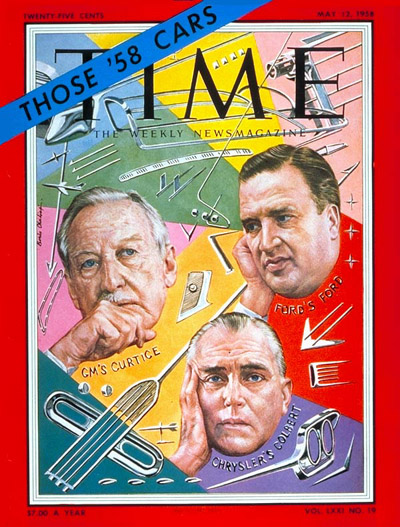 TWENTY-FIVE CENTS
MAY 12, 1958
THOSE '58 CARS
TIME
THE WEEKLY NEWSMAGAZINE
FORD'S FORD
GM'S CURTICE
CHRYSLER'S COLBERT
$7.00 A YEAR
VOL. LXXI NO. 19